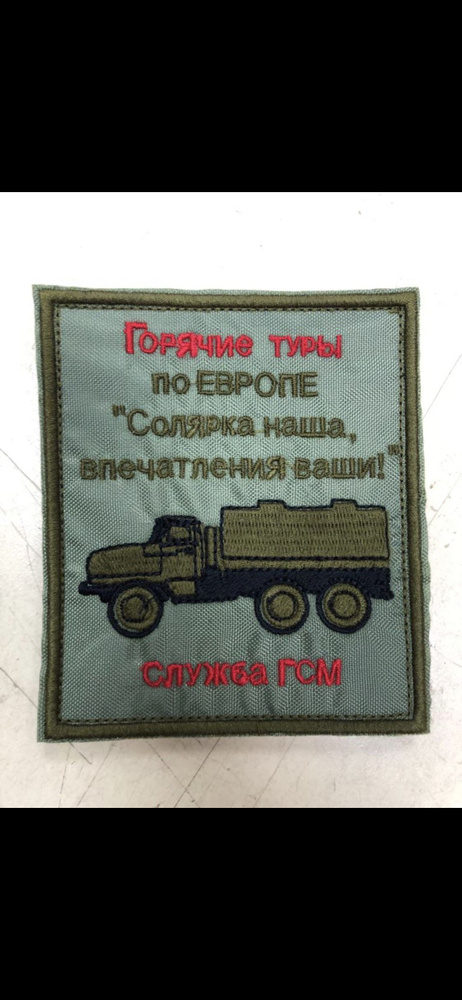 Горячие туры
по ЕВРОПЕ
"Солярка наша,
впечатления ваши!"
служба ГСМ